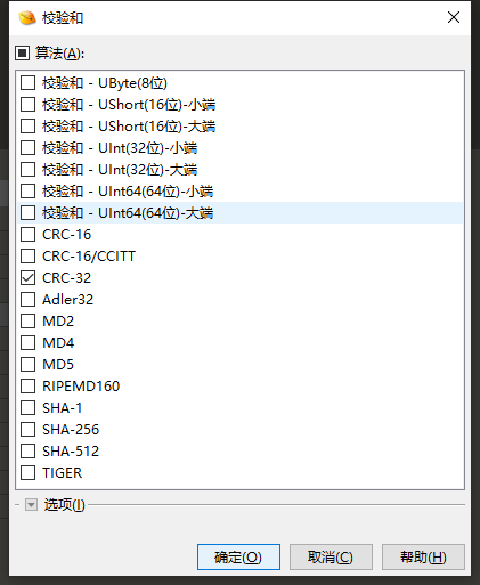 校验和
算法(A):
校验和 - UByte(8位)
校验和 - UShort(16位)-小端
校验和 - UShort(16位)-大端
校验和 - UInt(32位)-小端
校验和 - UInt(32位)-大端
校验和 - UInt64(64位)-小端
校验和 - UInt64(64位)-大端
CRC-16
CRC-16/CCITT
CRC-32
Adler32
MD2
MD4
MD5
RIPEMD160
SHA-1
SHA-256
SHA-512
TIGER
选项(I)
确定(O) 取消(C) 帮助(H)